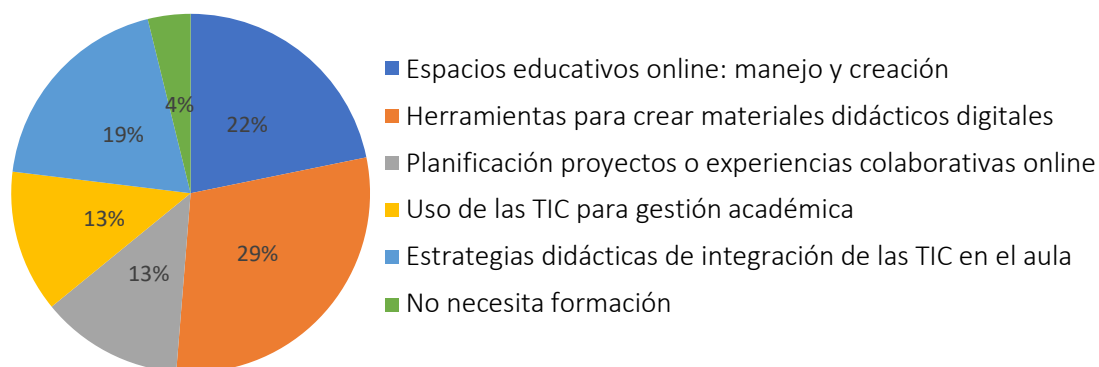 4%
22%
19%
13%
13%
29%
Espacios educativos online: manejo y creación
Herramientas para crear materiales didácticos digitales
Planificación proyectos o experiencias colaborativas online
Uso de las TIC para gestión académica
Estrategias didácticas de integración de las TIC en el aula
No necesita formación